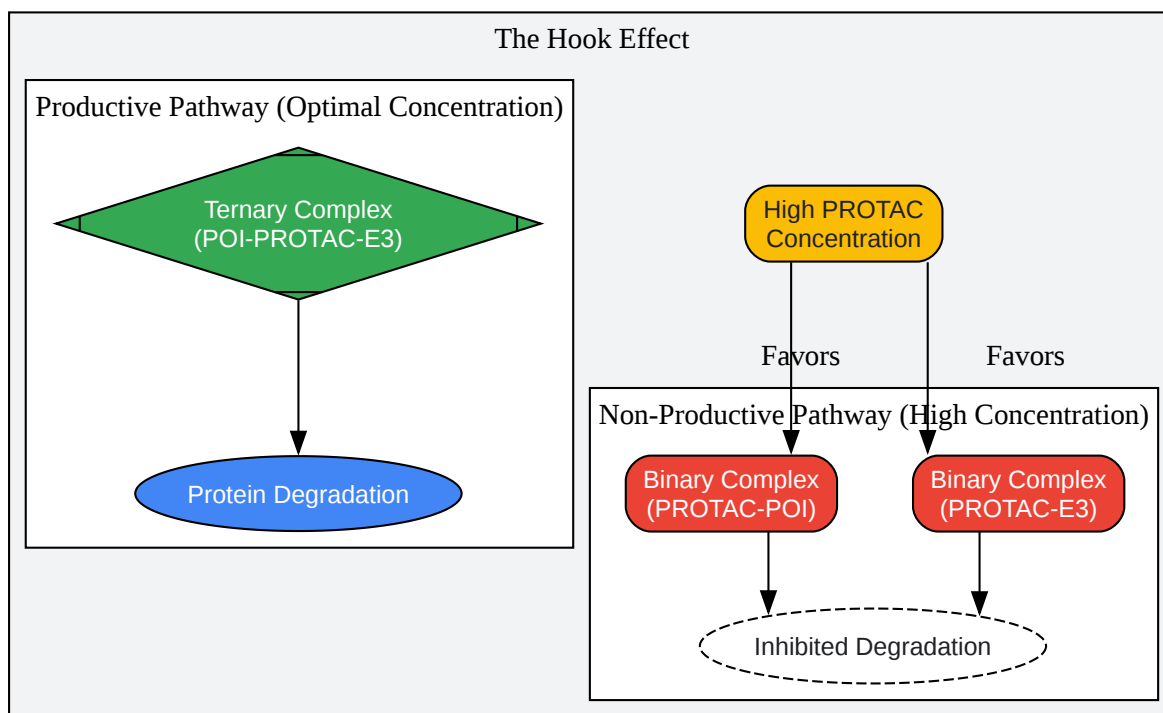 The Hook Effect
Productive Pathway (Optimal Concentration)
Ternary Complex
(POI-PROTAC-E3)
Protein Degradation
High PROTAC
Concentration
Favors
Favors
Non-Productive Pathway (High Concentration)
Binary Complex
(PROTAC-POI)
Binary Complex
(PROTAC-E3)
Inhibited Degradation